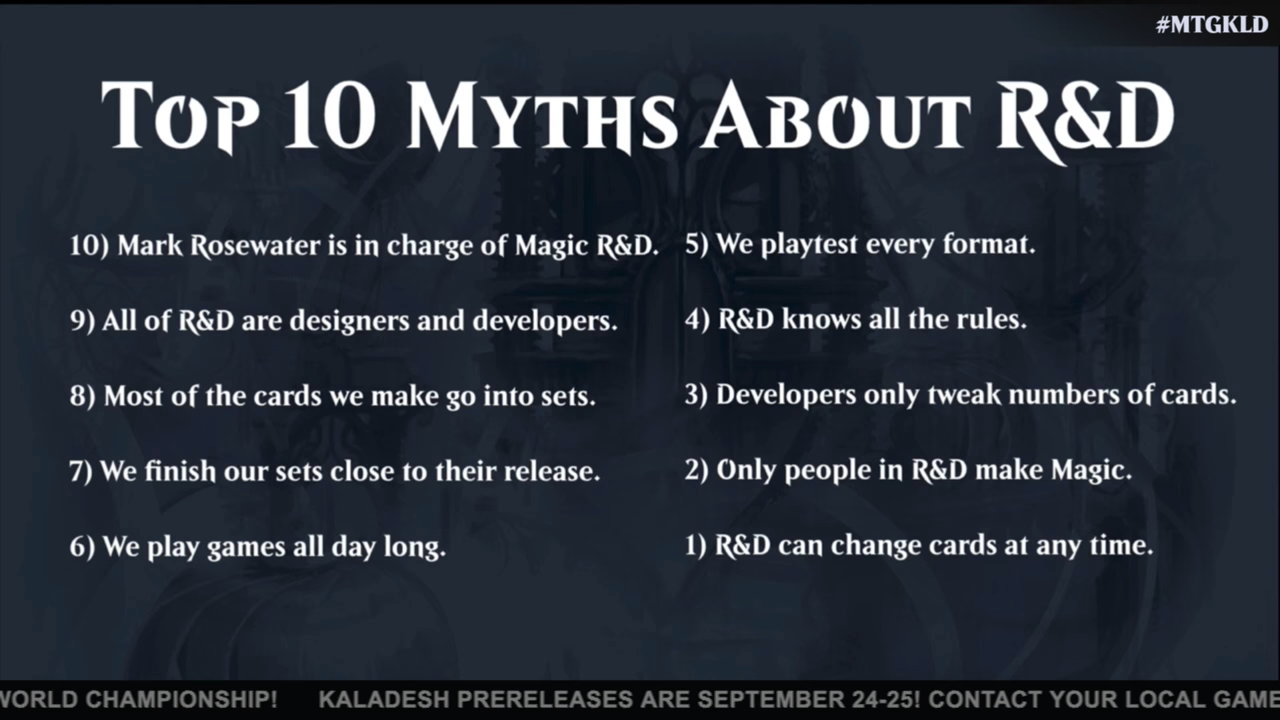 #MTGKLD
Top 10 Myths About R&D
10) Mark Rosewater is in charge of Magic R&D.
9) All of R&D are designers and developers.
8) Most of the cards we make go into sets.
7) We finish our sets close to their release.
6) We play games all day long.
5) We playtest every format.
4) R&D knows all the rules.
3) Developers only tweak numbers of cards.
2) Only people in R&D make Magic.
1) R&D can change cards at any time.
WORLD CHAMPIONSHIP! KALADESH PRERELEASES ARE SEPTEMBER 24-25! CONTACT YOUR LOCAL GAME